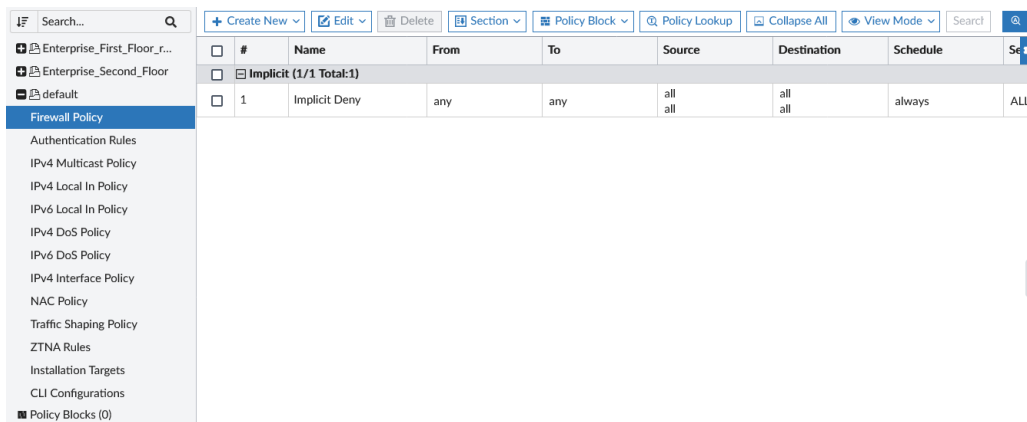 Search...
Create New Edit Delete Section Policy Block Policy Lookup Collapse All View Mode Search
Enterprise_First_Floor_r...
Enterprise_Second_Floor
default
Firewall Policy
Authentication Rules
IPv4 Multicast Policy
IPv4 Local In Policy
IPv6 Local In Policy
IPv4 DoS Policy
IPv6 DoS Policy
IPv4 Interface Policy
NAC Policy
Traffic Shaping Policy
ZTNA Rules
Installation Targets
CLI Configurations
Policy Blocks (0)
# Name From To Source Destination Schedule Se
Implicit (1/1 Total:1)
1 Implicit Deny any any all all always ALL
all all